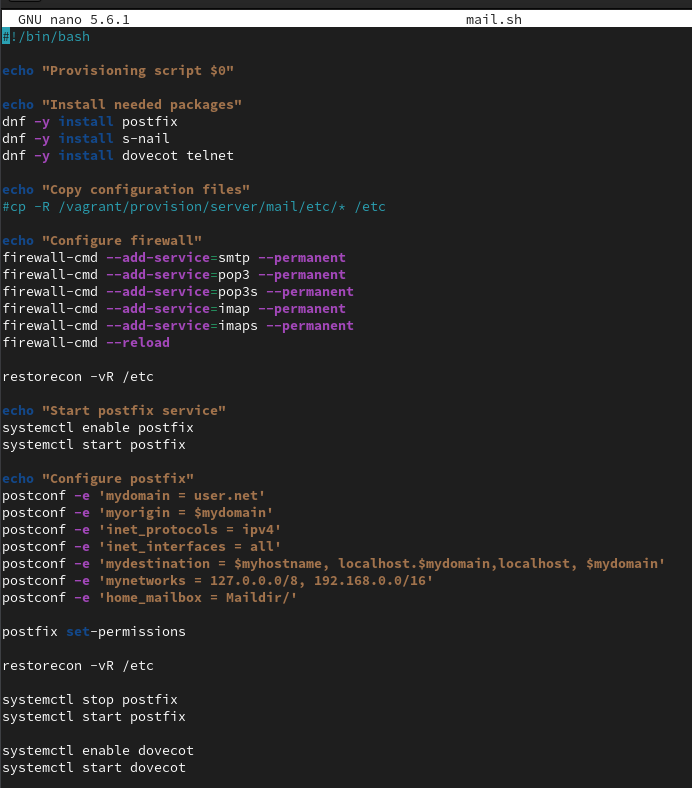 GNU nano 5.6.1 mail.sh
#!/bin/bash
echo "Provisioning script $0"
echo "Install needed packages"
dnf -y install postfix
dnf -y install s-nail
dnf -y install dovecot telnet
echo "Copy configuration files"
#cp -R /vagrant/provision/server/mail/etc/* /etc
echo "Configure firewall"
firewall-cmd --add-service=smtp --permanent
firewall-cmd --add-service=pop3 --permanent
firewall-cmd --add-service=pop3s --permanent
firewall-cmd --add-service=imap --permanent
firewall-cmd --add-service=imaps --permanent
firewall-cmd --reload
restorecon -vR /etc
echo "Start postfix service"
systemctl enable postfix
systemctl start postfix
echo "Configure postfix"
postconf -e 'mydomain = user.net'
postconf -e 'myorigin = $mydomain'
postconf -e 'inet_protocols = ipv4'
postconf -e 'inet_interfaces = all'
postconf -e 'mydestination = $myhostname, localhost.$mydomain,localhost, $mydomain'
postconf -e 'mynetworks = 127.0.0.0/8, 192.168.0.0/16'
postconf -e 'home_mailbox = Maildir/'
postfix set-permissions
restorecon -vR /etc
systemctl stop postfix
systemctl start postfix
systemctl enable dovecot
systemctl start dovecot